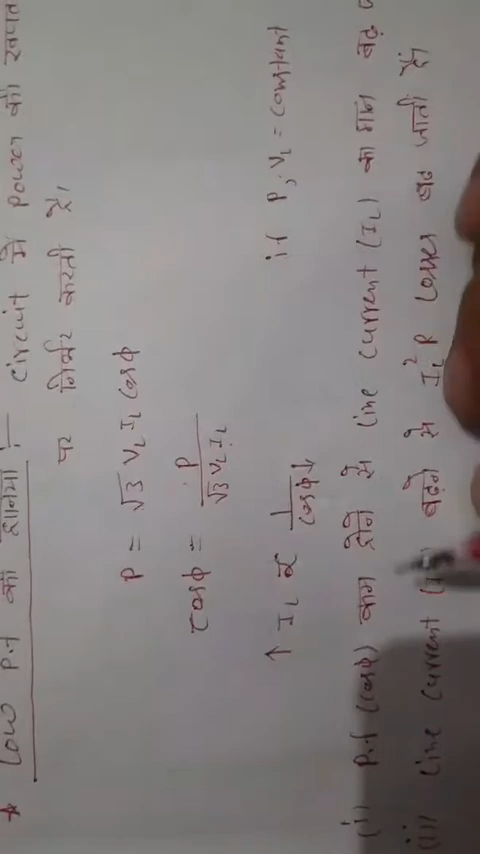 * Low P.f की हानियाँ :- circuit में power की खपत
पर निर्भर करती है,
P = √3 VL IL cosφ
cosφ = P / √3 VL IL
↑ IL ∝ 1 / cosφ↓ if P, VL = constant
(i) P.f (cosφ) कम होने से line current (IL) का मान बढ़
(ii) line current बढ़ने से IL² R Losses बढ़ जाती हैं।